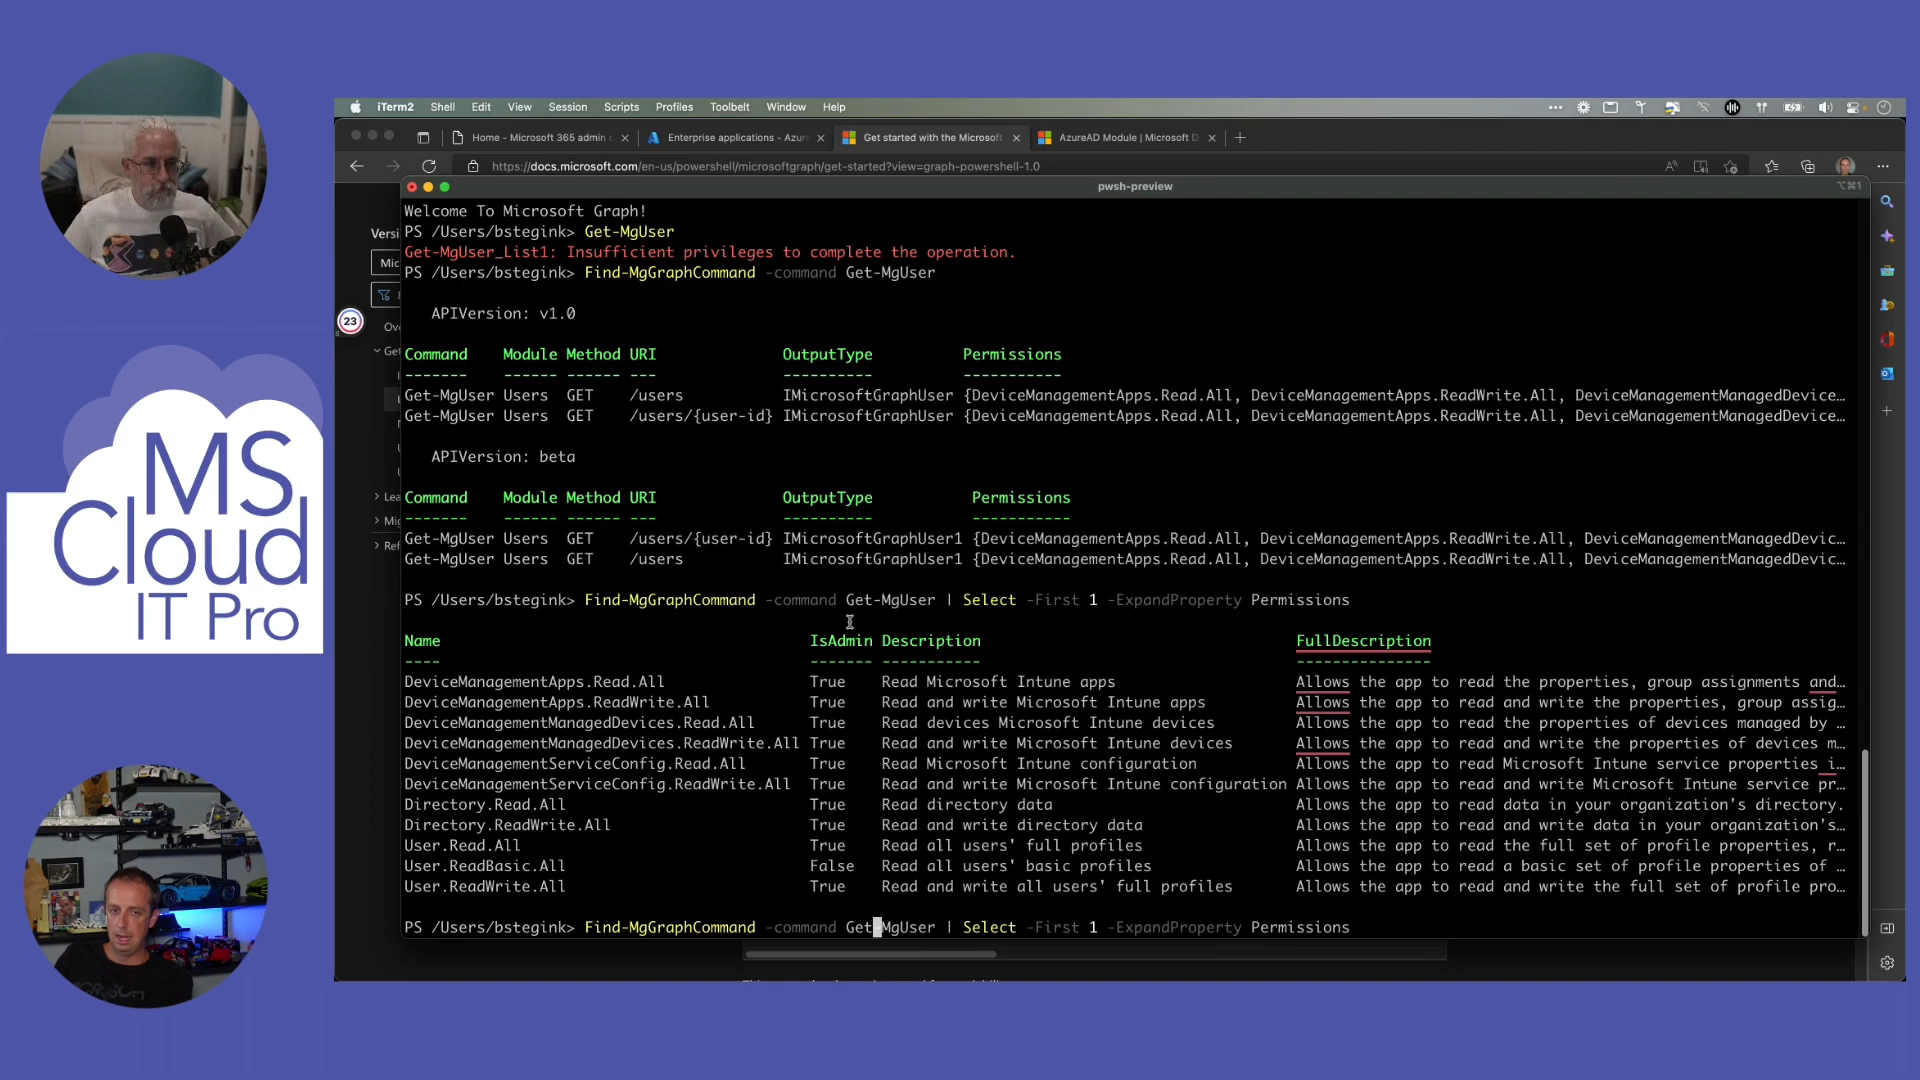 iTerm2 Shell Edit View Session Scripts Profiles Toolbelt Window Help
Home - Microsoft 365 admin c
Enterprise applications - Azure
Get started with the Microsoft
AzureAD Module | Microsoft D
https://docs.microsoft.com/en-us/powershell/microsoftgraph/get-started?view=graph-powershell-1.0
pwsh-preview
⌥⌘1
Versi
Mic
23
Ove
Get
Lea
Mig
Ref
MS
Cloud
IT Pro
Welcome To Microsoft Graph!
PS /Users/bstegink> Get-MgUser
Get-MgUser_List1: Insufficient privileges to complete the operation.
PS /Users/bstegink> Find-MgGraphCommand -command Get-MgUser
APIVersion: v1.0
Command Module Method URI OutputType Permissions
------- ------ ------ --- ---------- -----------
Get-MgUser Users GET /users IMicrosoftGraphUser {DeviceManagementApps.Read.All, DeviceManagementApps.ReadWrite.All, DeviceManagementManagedDevice…
Get-MgUser Users GET /users/{user-id} IMicrosoftGraphUser {DeviceManagementApps.Read.All, DeviceManagementApps.ReadWrite.All, DeviceManagementManagedDevice…
APIVersion: beta
Command Module Method URI OutputType Permissions
------- ------ ------ --- ---------- -----------
Get-MgUser Users GET /users/{user-id} IMicrosoftGraphUser1 {DeviceManagementApps.Read.All, DeviceManagementApps.ReadWrite.All, DeviceManagementManagedDevic…
Get-MgUser Users GET /users IMicrosoftGraphUser1 {DeviceManagementApps.Read.All, DeviceManagementApps.ReadWrite.All, DeviceManagementManagedDevic…
PS /Users/bstegink> Find-MgGraphCommand -command Get-MgUser | Select -First 1 -ExpandProperty Permissions
Name IsAdmin Description FullDescription
---- ------- ----------- ---------------
DeviceManagementApps.Read.All True Read Microsoft Intune apps Allows the app to read the properties, group assignments and…
DeviceManagementApps.ReadWrite.All True Read and write Microsoft Intune apps Allows the app to read and write the properties, group assig…
DeviceManagementManagedDevices.Read.All True Read devices Microsoft Intune devices Allows the app to read the properties of devices managed by …
DeviceManagementManagedDevices.ReadWrite.All True Read and write Microsoft Intune devices Allows the app to read and write the properties of devices m…
DeviceManagementServiceConfig.Read.All True Read Microsoft Intune configuration Allows the app to read Microsoft Intune service properties i…
DeviceManagementServiceConfig.ReadWrite.All True Read and write Microsoft Intune configuration Allows the app to read and write Microsoft Intune service pr…
Directory.Read.All True Read directory data Allows the app to read data in your organization's directory.
Directory.ReadWrite.All True Read and write directory data Allows the app to read and write data in your organization's…
User.Read.All True Read all users' full profiles Allows the app to read the full set of profile properties, r…
User.ReadBasic.All False Read all users' basic profiles Allows the app to read a basic set of profile properties of …
User.ReadWrite.All True Read and write all users' full profiles Allows the app to read and write the full set of profile pro…
PS /Users/bstegink> Find-MgGraphCommand -command Get-MgUser | Select -First 1 -ExpandProperty Permissions